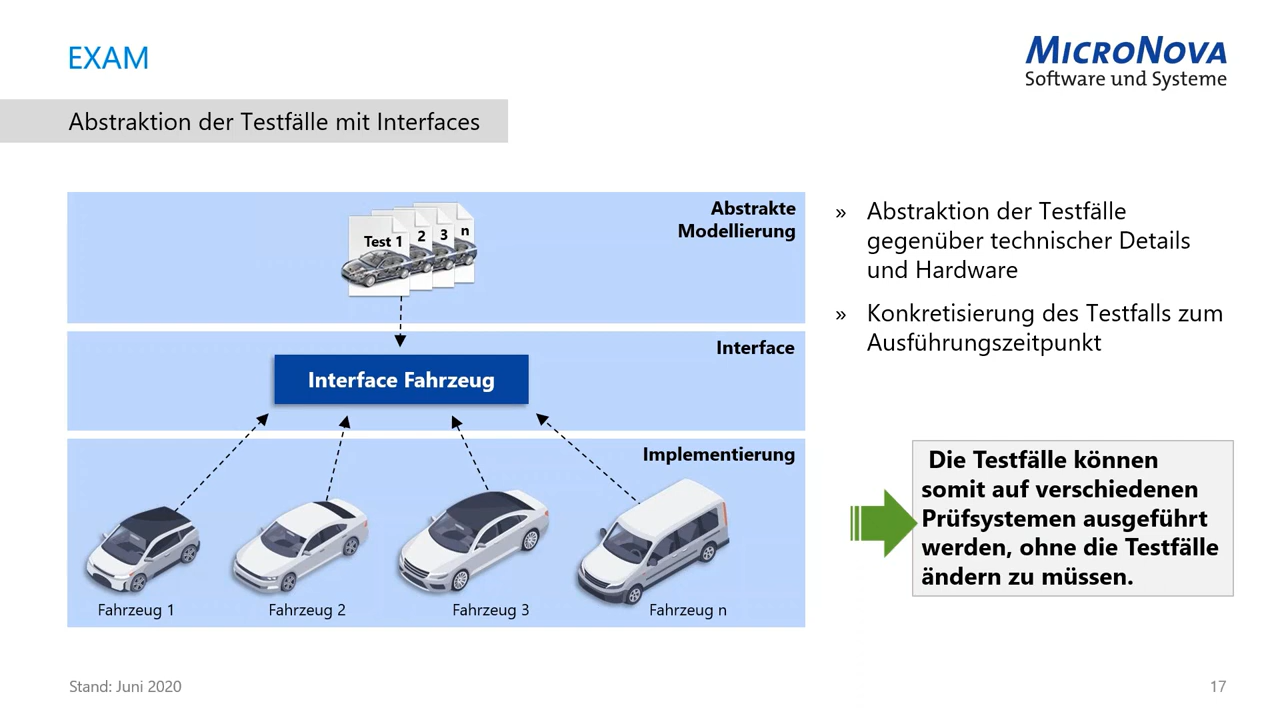 EXAM
MICRONOVA
Software und Systeme
Abstraktion der Testfälle mit Interfaces
Abstrakte
Modellierung
Test 1
2
3
n
Interface
Interface Fahrzeug
Implementierung
Fahrzeug 1
Fahrzeug 2
Fahrzeug 3
Fahrzeug n
» Abstraktion der Testfälle
gegenüber technischer Details
und Hardware
» Konkretisierung des Testfalls zum
Ausführungszeitpunkt
Die Testfälle können
somit auf verschiedenen
Prüfsystemen ausgeführt
werden, ohne die Testfälle
ändern zu müssen.
Stand: Juni 2020
17